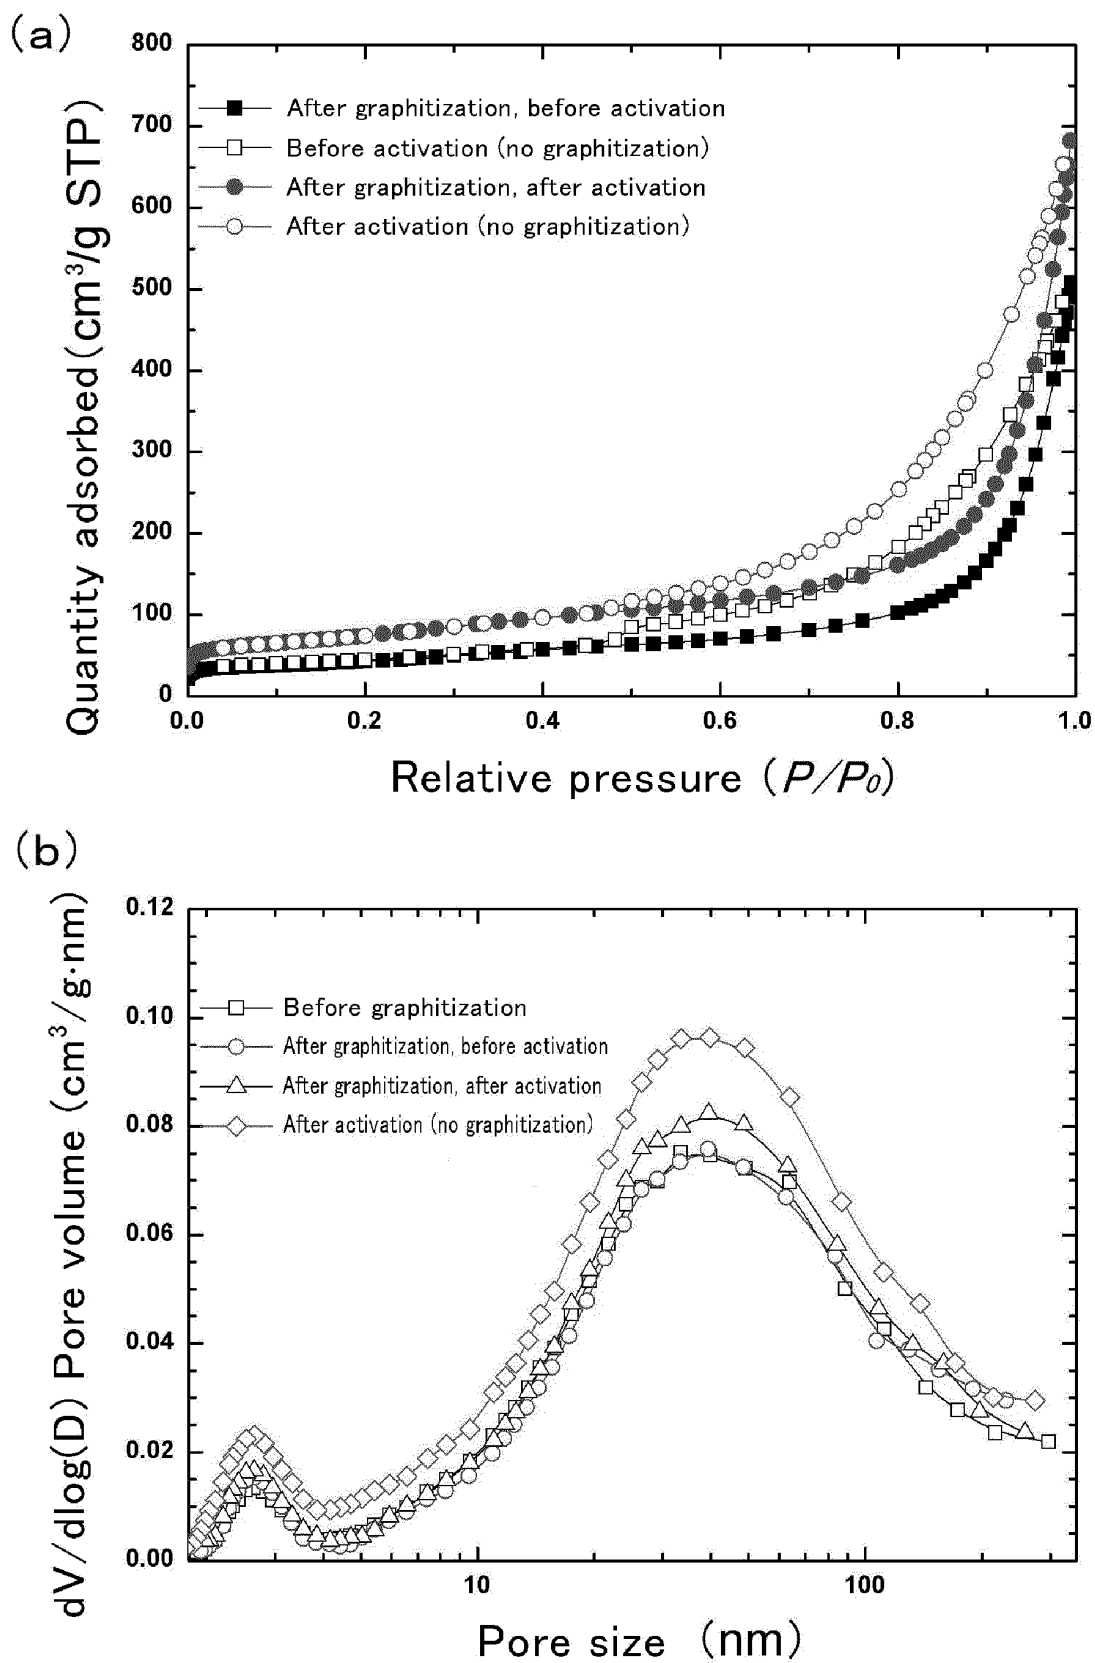 (a)
800
700
600
500
400
300
200
100
0
Quantity adsorbed (cm³/g STP)
After graphitization, before activation
Before activation (no graphitization)
After graphitization, after activation
After activation (no graphitization)
0.0 0.2 0.4 0.6 0.8 1.0
Relative pressure (P/P₀)
(b)
0.12
0.10
0.08
0.06
0.04
0.02
0.00
dV/dlog(D) Pore volume (cm³/g·nm)
Before graphitization
After graphitization, before activation
After graphitization, after activation
After activation (no graphitization)
10 100
Pore size (nm)